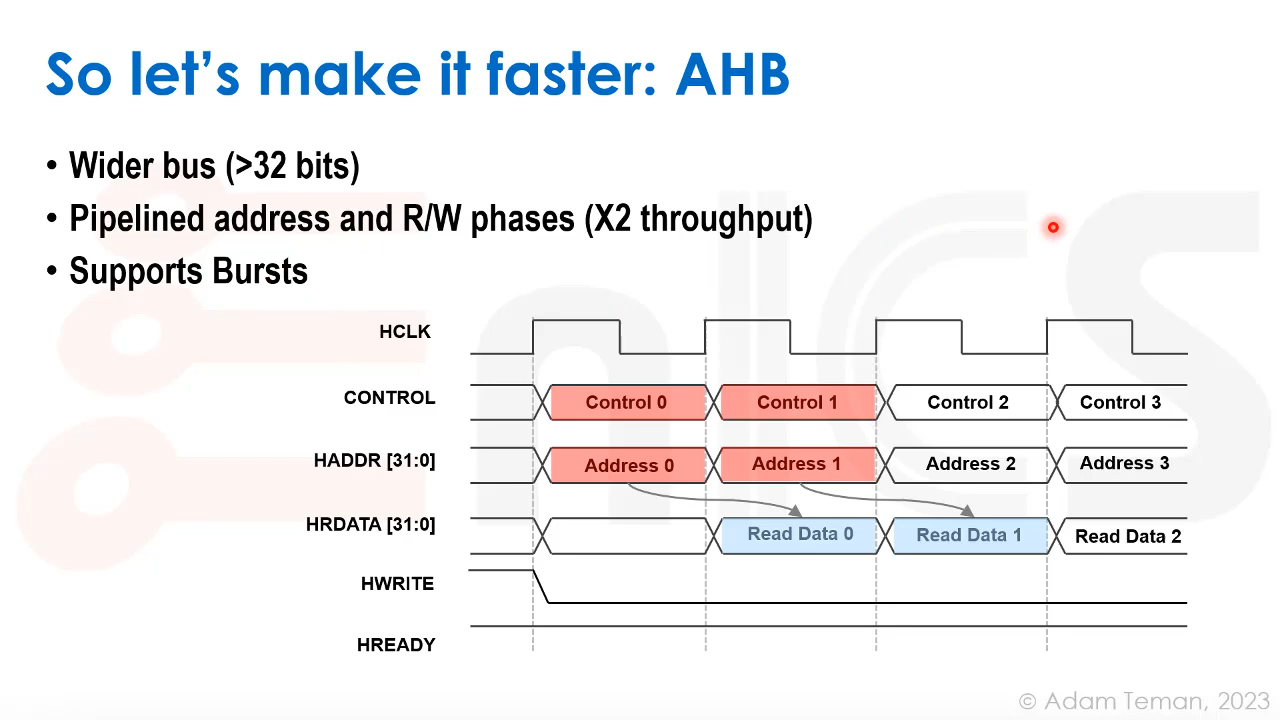 So let's make it faster: AHB
• Wider bus (>32 bits)
• Pipelined address and R/W phases (X2 throughput)
• Supports Bursts
HCLK
CONTROL Control 0 Control 1 Control 2 Control 3
HADDR [31:0] Address 0 Address 1 Address 2 Address 3
HRDATA [31:0] Read Data 0 Read Data 1 Read Data 2
HWRITE
HREADY
enICS
© Adam Teman, 2023